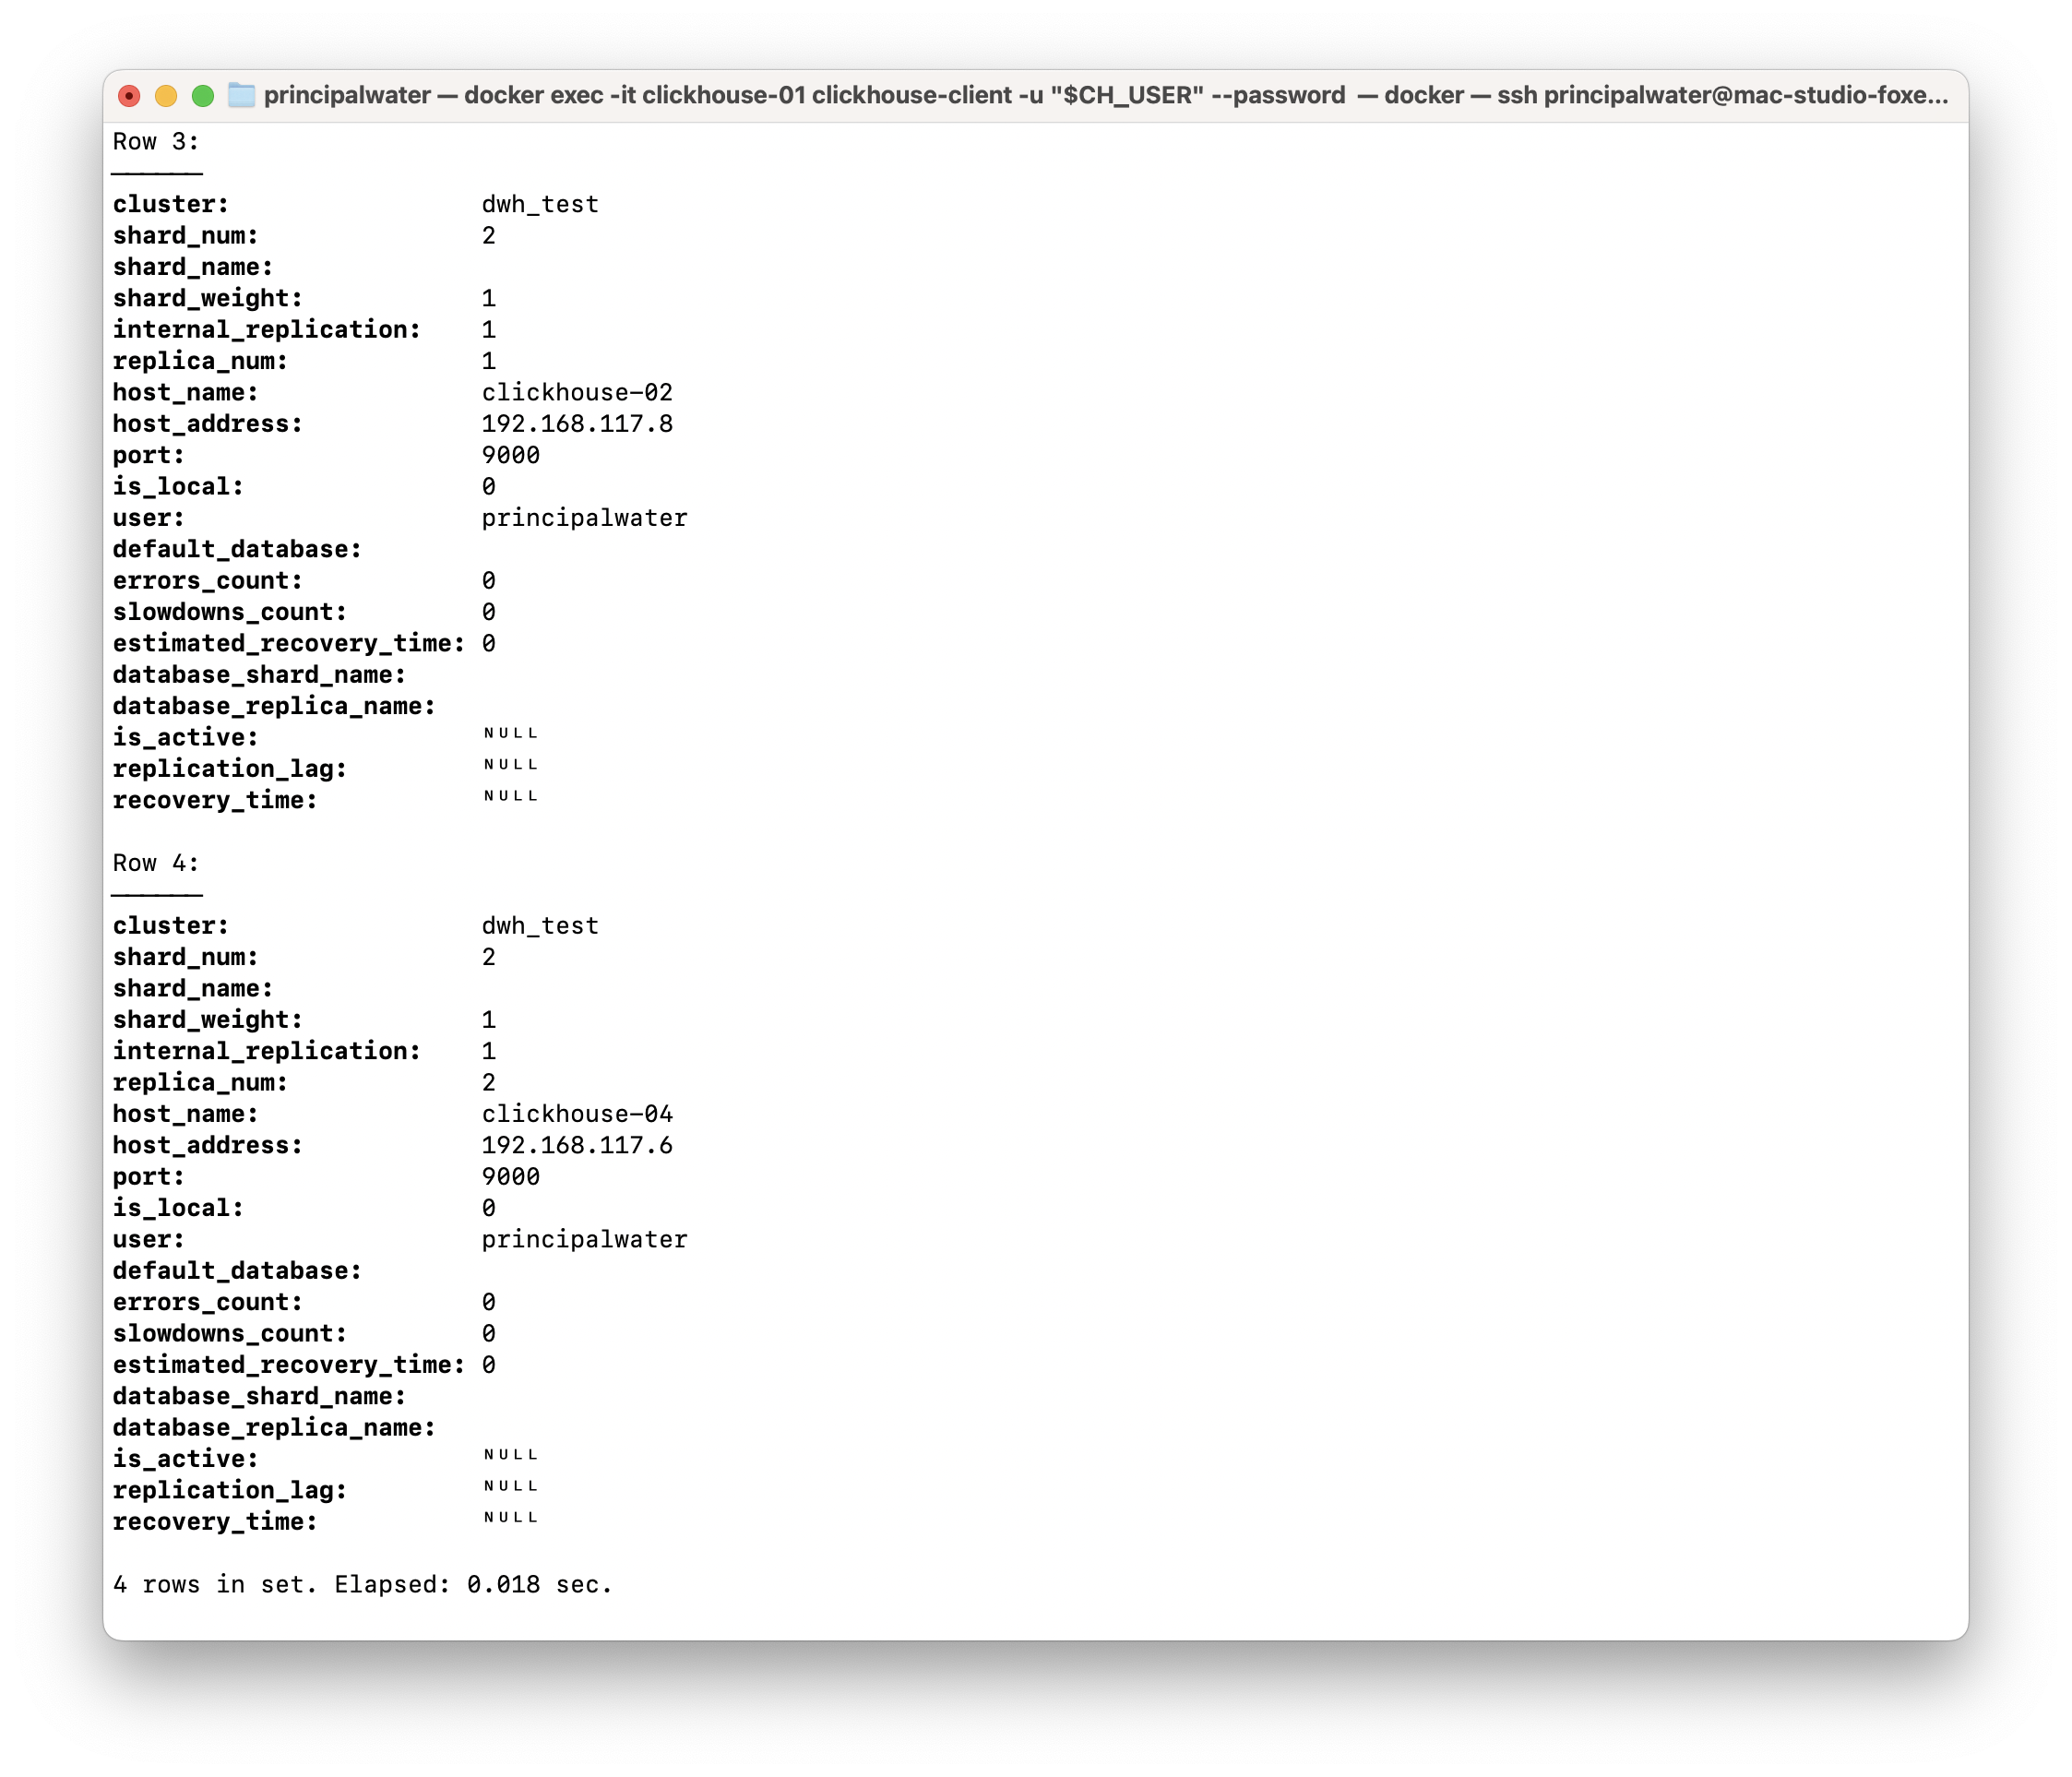 principalwater — docker exec -it clickhouse-01 clickhouse-client -u "$CH_USER" --password — docker — ssh principalwater@mac-studio-foxe...
Row 3:
──────
cluster: dwh_test
shard_num: 2
shard_name:
shard_weight: 1
internal_replication: 1
replica_num: 1
host_name: clickhouse-02
host_address: 192.168.117.8
port: 9000
is_local: 0
user: principalwater
default_database:
errors_count: 0
slowdowns_count: 0
estimated_recovery_time: 0
database_shard_name:
database_replica_name:
is_active: ᴺᵁᴸᴸ
replication_lag: ᴺᵁᴸᴸ
recovery_time: ᴺᵁᴸᴸ
Row 4:
──────
cluster: dwh_test
shard_num: 2
shard_name:
shard_weight: 1
internal_replication: 1
replica_num: 2
host_name: clickhouse-04
host_address: 192.168.117.6
port: 9000
is_local: 0
user: principalwater
default_database:
errors_count: 0
slowdowns_count: 0
estimated_recovery_time: 0
database_shard_name:
database_replica_name:
is_active: ᴺᵁᴸᴸ
replication_lag: ᴺᵁᴸᴸ
recovery_time: ᴺᵁᴸᴸ
4 rows in set. Elapsed: 0.018 sec.